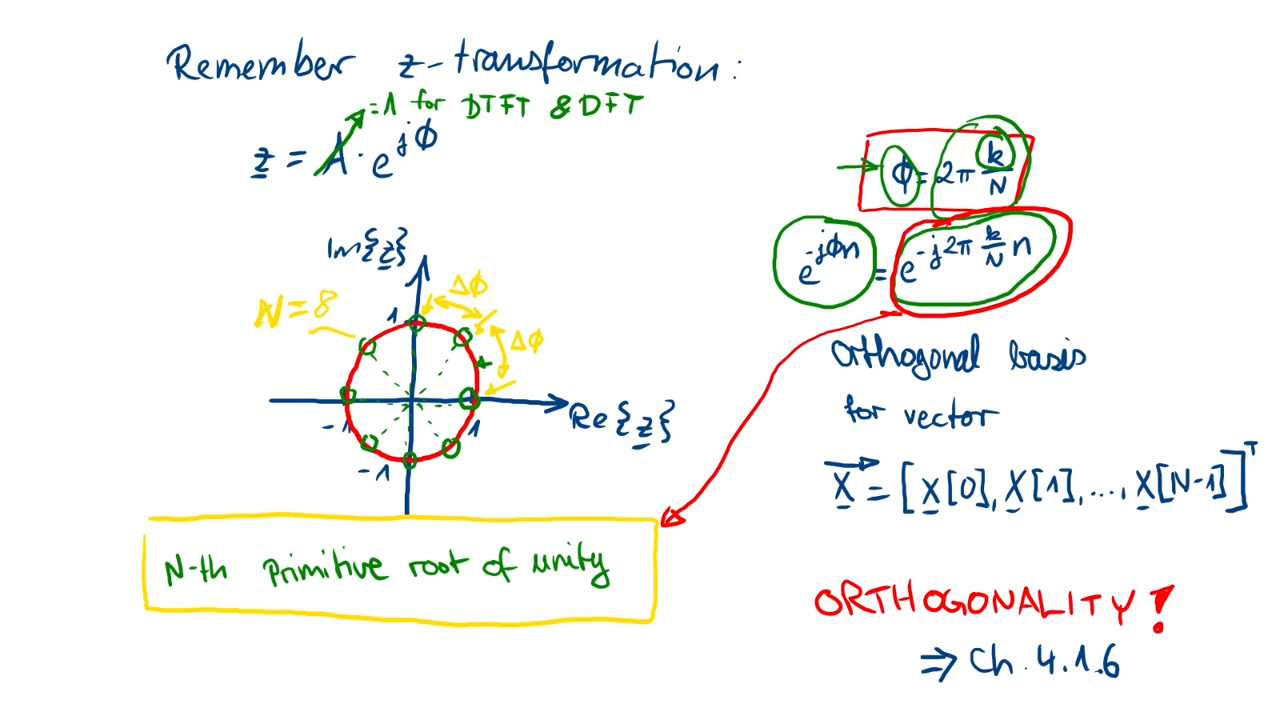 Remember z-transformation:
=1 for DTFT & DFT
z = A · e^{jϕ}
Im{z}
N=8
Δϕ
Δϕ
1
-1
1
-1
Re{z}
N-th primitive root of unity
ϕ = 2π k/N
e^{-jϕn} = e^{-j2π k/N n}
Orthogonal basis
for vector
X = [X[0], X[1], ..., X[N-1]]^T
ORTHOGONALITY!
⇒ Ch. 4.1.6